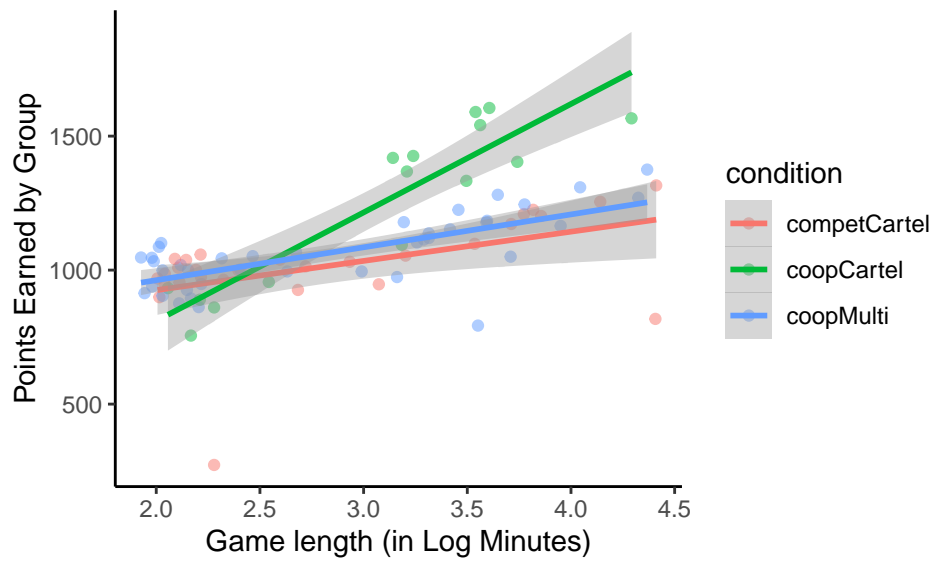 Points Earned by Group
1500
1000
500
2.0 2.5 3.0 3.5 4.0 4.5
Game length (in Log Minutes)
condition
competCartel
coopCartel
coopMulti